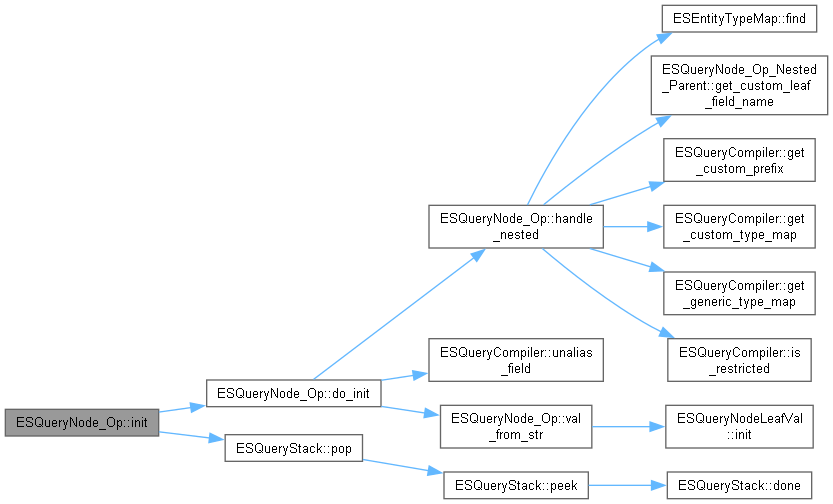 ESEntityTypeMap::find
ESQueryNode_Op_Nested
_Parent::get_custom_leaf
_field_name
ESQueryCompiler::get
_custom_prefix
ESQueryNode_Op::handle
_nested
ESQueryCompiler::get
_custom_type_map
ESQueryCompiler::get
_generic_type_map
ESQueryCompiler::unalias
_field
ESQueryCompiler::is
_restricted
ESQueryNode_Op::do_init
ESQueryNode_Op::init
ESQueryNode_Op::val
_from_str
ESQueryNodeLeafVal
::init
ESQueryStack::pop
ESQueryStack::peek
ESQueryStack::done